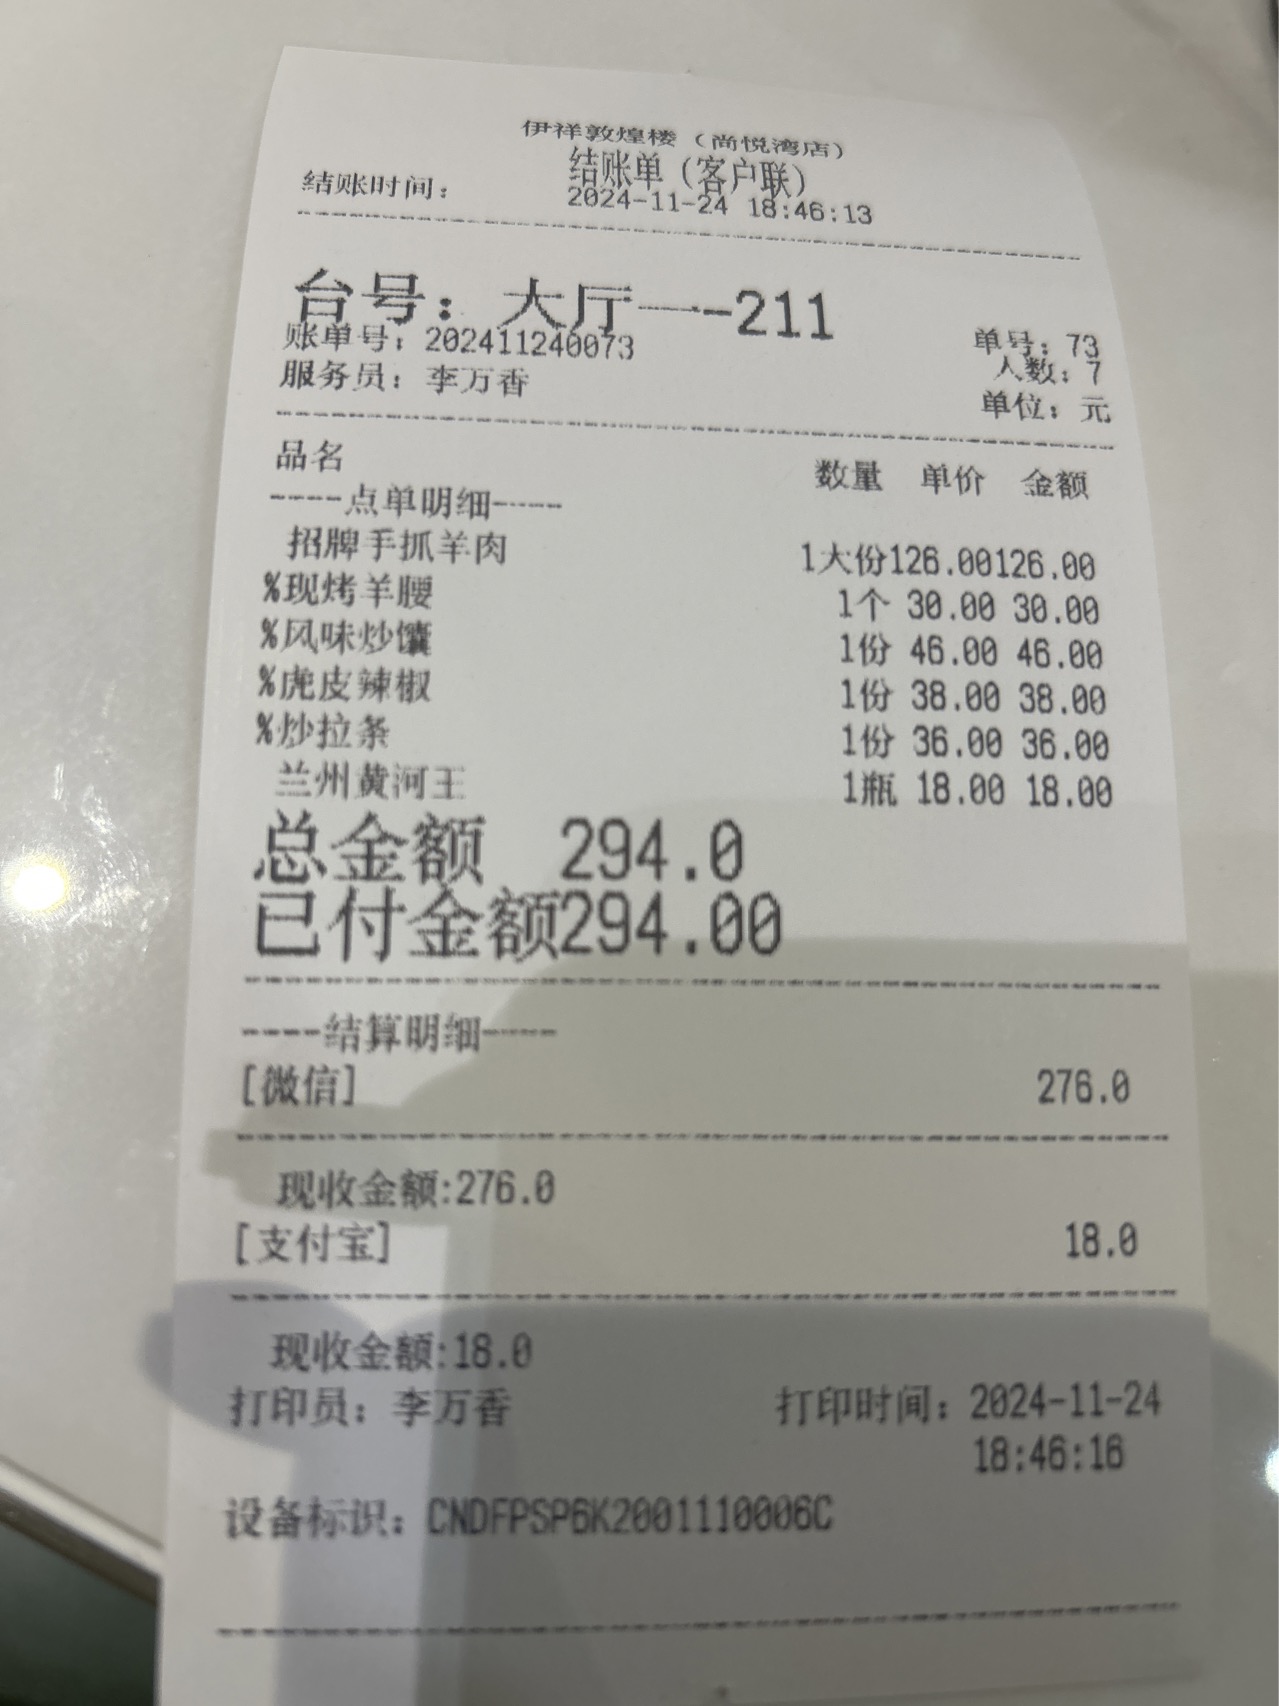 伊祥敦煌楼（尚悦湾店）
结账单（客户联）
结账时间： 2024-11-24 18:46:13
台号： 大厅一--211
账单号：202411240073 单号：73
人数：7
服务员：李万香 单位：元
品名 数量 单价 金额
----点单明细----
招牌手抓羊肉 1大份126.00126.00
%现烤羊腰 1个 30.00 30.00
%风味炒馕 1份 46.00 46.00
%虎皮辣椒 1份 38.00 38.00
%炒拉条 1份 36.00 36.00
兰州黄河王 1瓶 18.00 18.00
总金额 294.0
已付金额294.00
----结算明细----
[微信] 276.0
现收金额:276.0
[支付宝] 18.0
现收金额:18.0
打印员：李万香 打印时间：2024-11-24
18:46:16
设备标识：CNDFPSP6K2001110006C